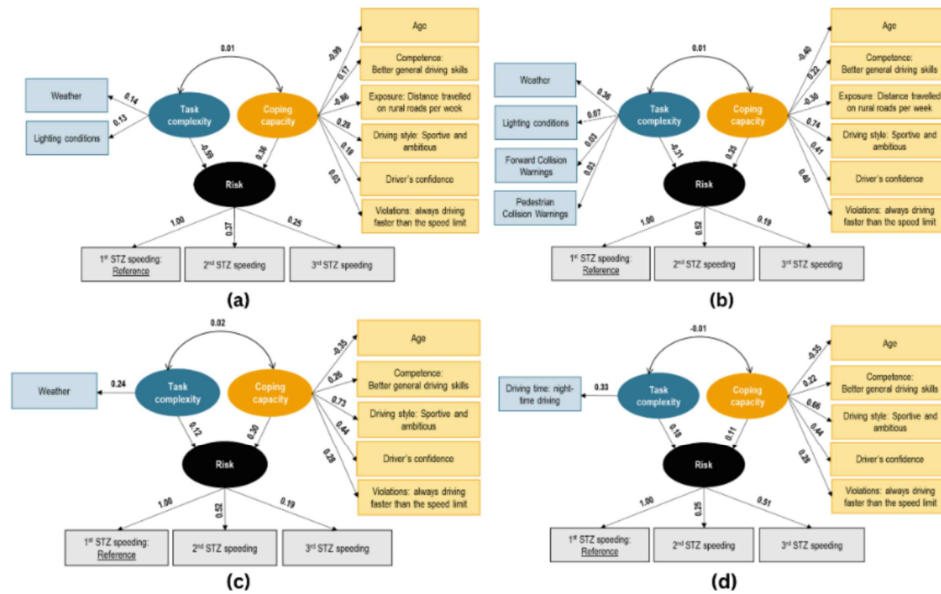 0.01
Age
-0.99
Competence:
Better general driving skills
0.17
Weather
0.14
Task
complexity
Coping
capacity
Exposure: Distance travelled
on rural roads per week
-0.66
Lighting conditions
0.13
Driving style: Sportive and
ambitious
0.28
0.18
-0.59
0.36
Driver's confidence
0.03
Risk
Violations: always driving
faster than the speed limit
1.00
0.37
0.25
1st STZ speeding:
Reference
2nd STZ speeding
3rd STZ speeding
(a)
0.01
Age
-0.40
Competence:
Better general driving skills
0.22
Weather
0.36
Task
complexity
Coping
capacity
Exposure: Distance travelled
on rural roads per week
-0.30
Lighting conditions
0.07
Driving style: Sportive and
ambitious
0.74
0.03
0.41
Forward Collision
Warnings
0.03
-0.31
0.35
Driver's confidence
0.40
Risk
Pedestrian
Collision Warnings
Violations: always driving
faster than the speed limit
1.00
0.52
0.19
1st STZ speeding:
Reference
2nd STZ speeding
3rd STZ speeding
(b)
0.02
Age
-0.35
Competence:
Better general driving skills
0.26
Weather
0.24
Task
complexity
Coping
capacity
0.73
Driving style: Sportive and
ambitious
0.44
0.12
0.30
0.28
Driver's confidence
Risk
Violations: always driving
faster than the speed limit
1.00
0.52
0.19
1st STZ speeding:
Reference
2nd STZ speeding
3rd STZ speeding
(c)
-0.01
Age
-0.35
Competence:
Better general driving skills
0.22
Driving time: night-
time driving
0.33
Task
complexity
Coping
capacity
0.66
Driving style: Sportive and
ambitious
0.44
0.18
0.11
0.28
Driver's confidence
Risk
Violations: always driving
faster than the speed limit
1.00
0.25
0.51
1st STZ speeding:
Reference
2nd STZ speeding
3rd STZ speeding
(d)